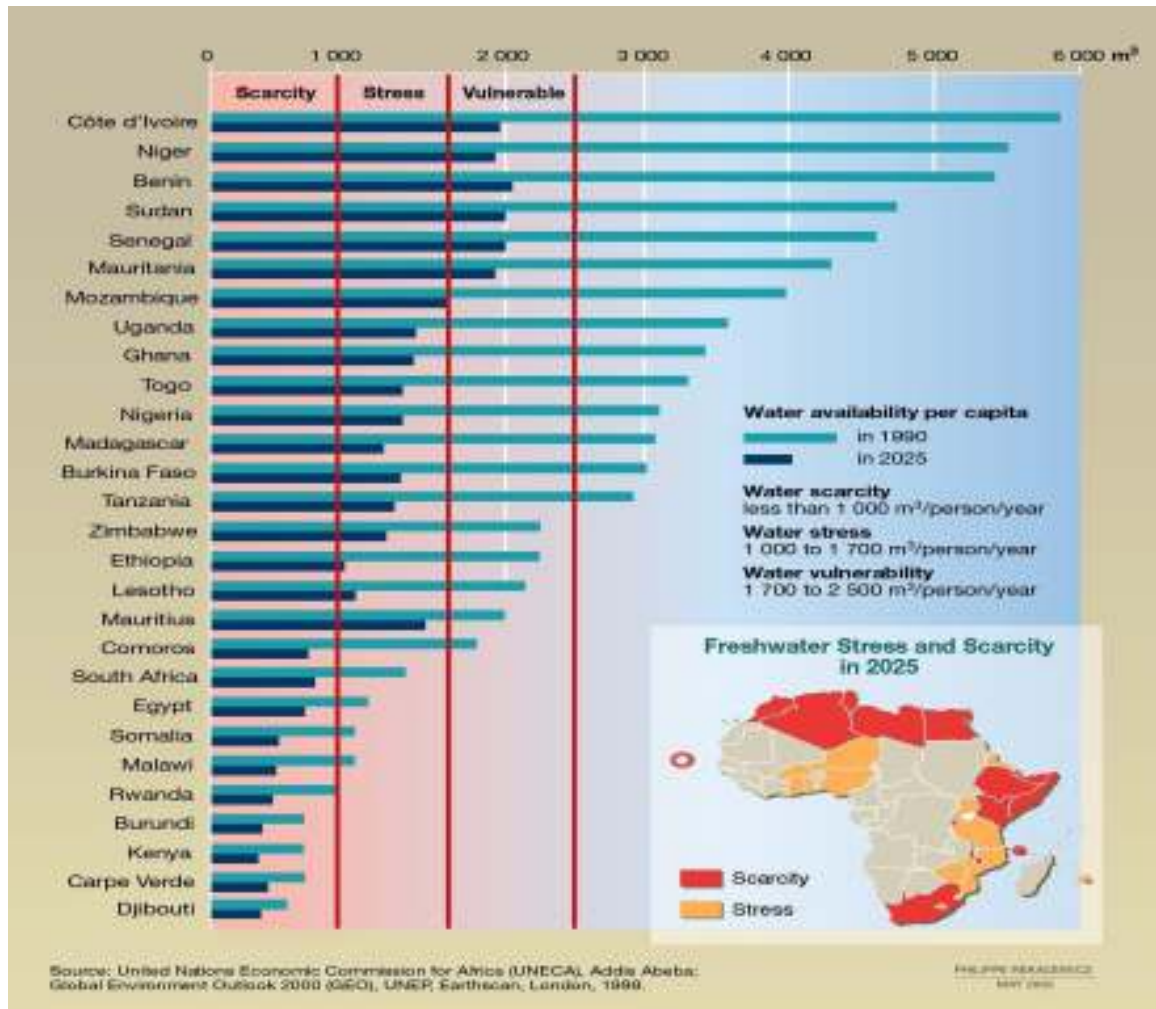 0 1 000 2 000 3 000 4 000 5 000 6 000 m³
Scarcity Stress Vulnerable
Côte d'Ivoire
Niger
Benin
Sudan
Senegal
Mauritania
Mozambique
Uganda
Ghana
Togo
Nigeria
Madagascar
Burkina Faso
Tanzania
Zimbabwe
Ethiopia
Lesotho
Mauritius
Comoros
South Africa
Egypt
Somalia
Malawi
Rwanda
Burundi
Kenya
Carpe Verde
Djibouti
Water availability per capita
in 1990
in 2025
Water scarcity
less than 1 000 m³/person/year
Water stress
1 000 to 1 700 m³/person/year
Water vulnerability
1 700 to 2 500 m³/person/year
Freshwater Stress and Scarcity
in 2025
Scarcity
Stress
Source: United Nations Economic Commission for Africa (UNECA), Addis Abeba;
Global Environment Outlook 2000 (GEO), UNEP, Earthscan, London, 1999.
PHILIPPE REKACEWICZ
MAY 2002